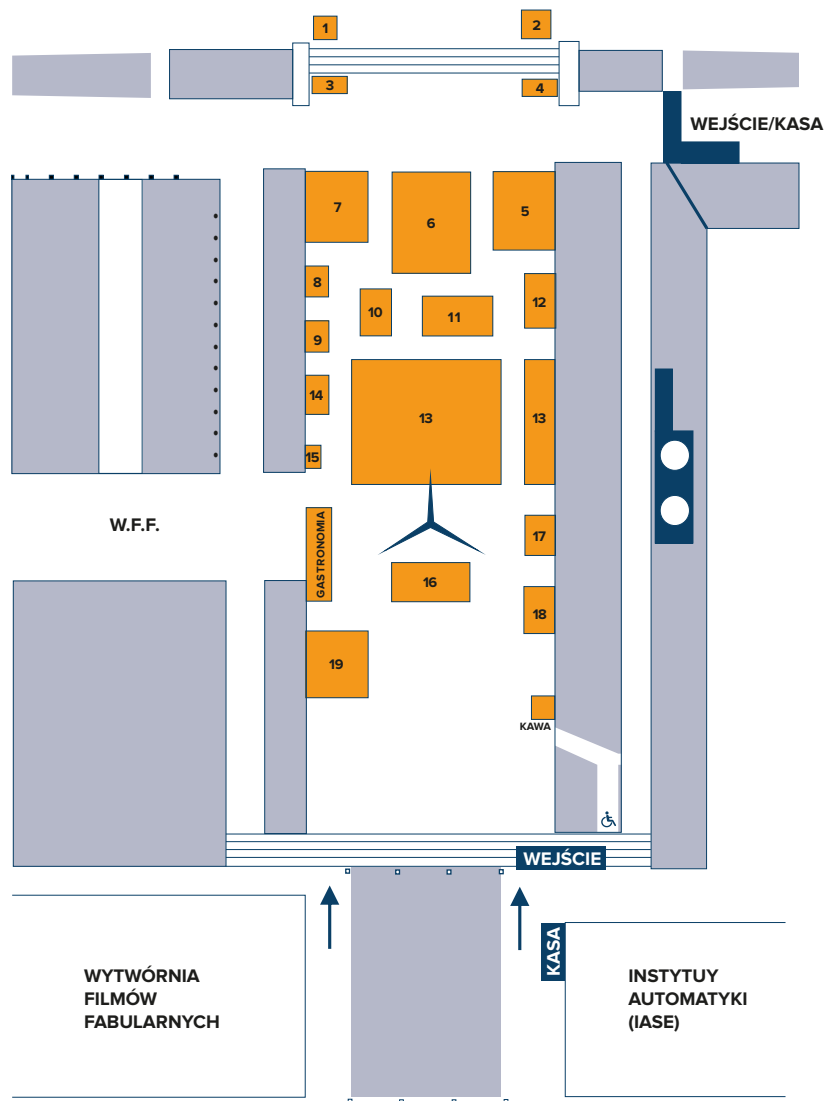 1
2
3
4
WEJŚCIE/KASA
7
6
5
8
10
11
12
9
14
13
13
15
GASTRONOMIA
W.F.F.
17
16
18
19
KAWA
WEJŚCIE
KASA
WYTWÓRNIA
FILMÓW
FABULARNYCH
INSTYTUY
AUTOMATYKI
(IASE)